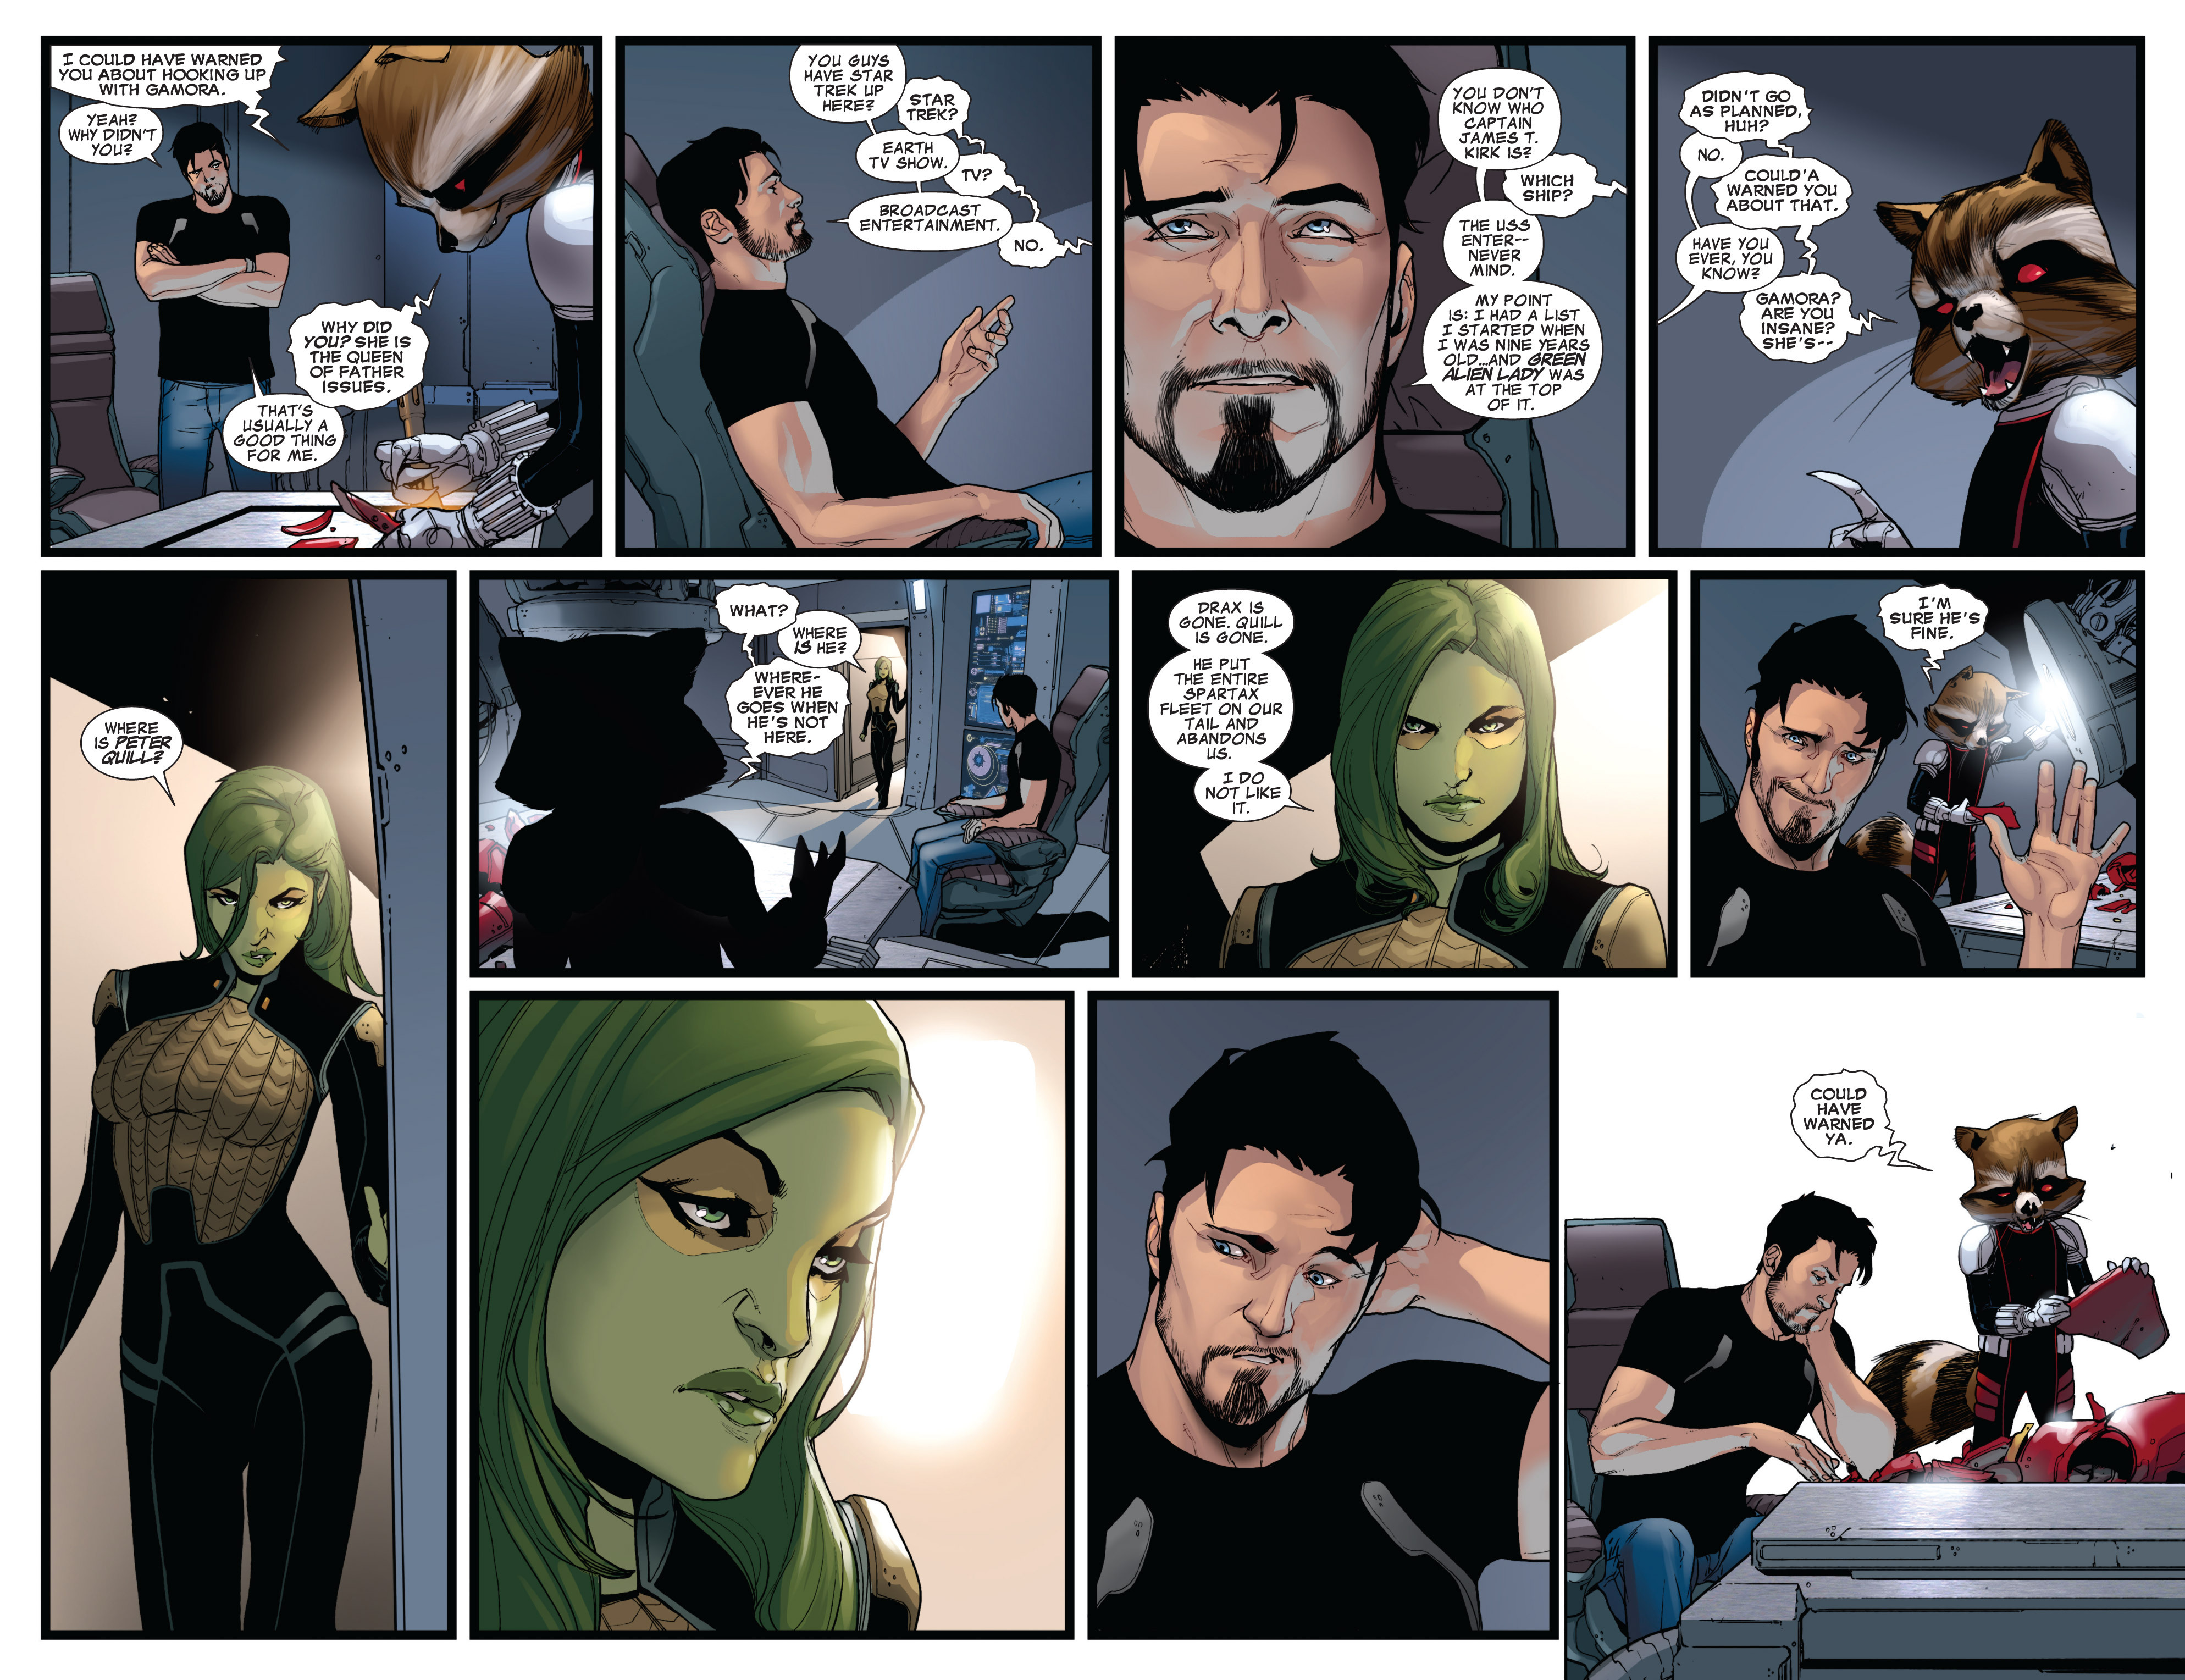 I COULD HAVE WARNED
YOU ABOUT HOOKING UP
WITH GAMORA.
YEAH?
WHY DIDN'T
YOU?
WHY DID
YOU? SHE IS
THE QUEEN
OF FATHER
ISSUES.
THAT'S
USUALLY A
GOOD THING
FOR ME.
YOU GUYS
HAVE STAR
TREK UP
HERE?
STAR
TREK?
EARTH
TV SHOW.
TV?
BROADCAST
ENTERTAINMENT.
NO.
YOU DON'T
KNOW WHO
CAPTAIN
JAMES T.
KIRK IS?
WHICH
SHIP?
THE USS
ENTER--
NEVER
MIND.
MY POINT
IS: I HAD A LIST
I STARTED WHEN
I WAS NINE YEARS
OLD...AND GREEN
ALIEN LADY WAS
AT THE TOP
OF IT.
DIDN'T GO
AS PLANNED,
HUH?
NO.
COULD'A
WARNED YOU
ABOUT THAT.
HAVE YOU
EVER, YOU
KNOW?
GAMORA?
ARE YOU
INSANE?
SHE'S--
WHERE
IS PETER
QUILL?
WHAT?
WHERE
IS HE?
WHERE-
EVER HE
GOES WHEN
HE'S NOT
HERE.
DRAX IS
GONE. QUILL
IS GONE.
HE PUT
THE ENTIRE
SPARTAX
FLEET ON OUR
TAIL AND
ABANDONS
US.
I DO
NOT LIKE
IT.
I'M
SURE HE'S
FINE.
COULD
HAVE
WARNED
YA.